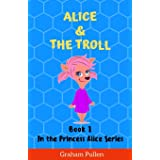 ALICE
&
THE TROLL
Book 1
In the Princess Alice Series
Graham Pullen